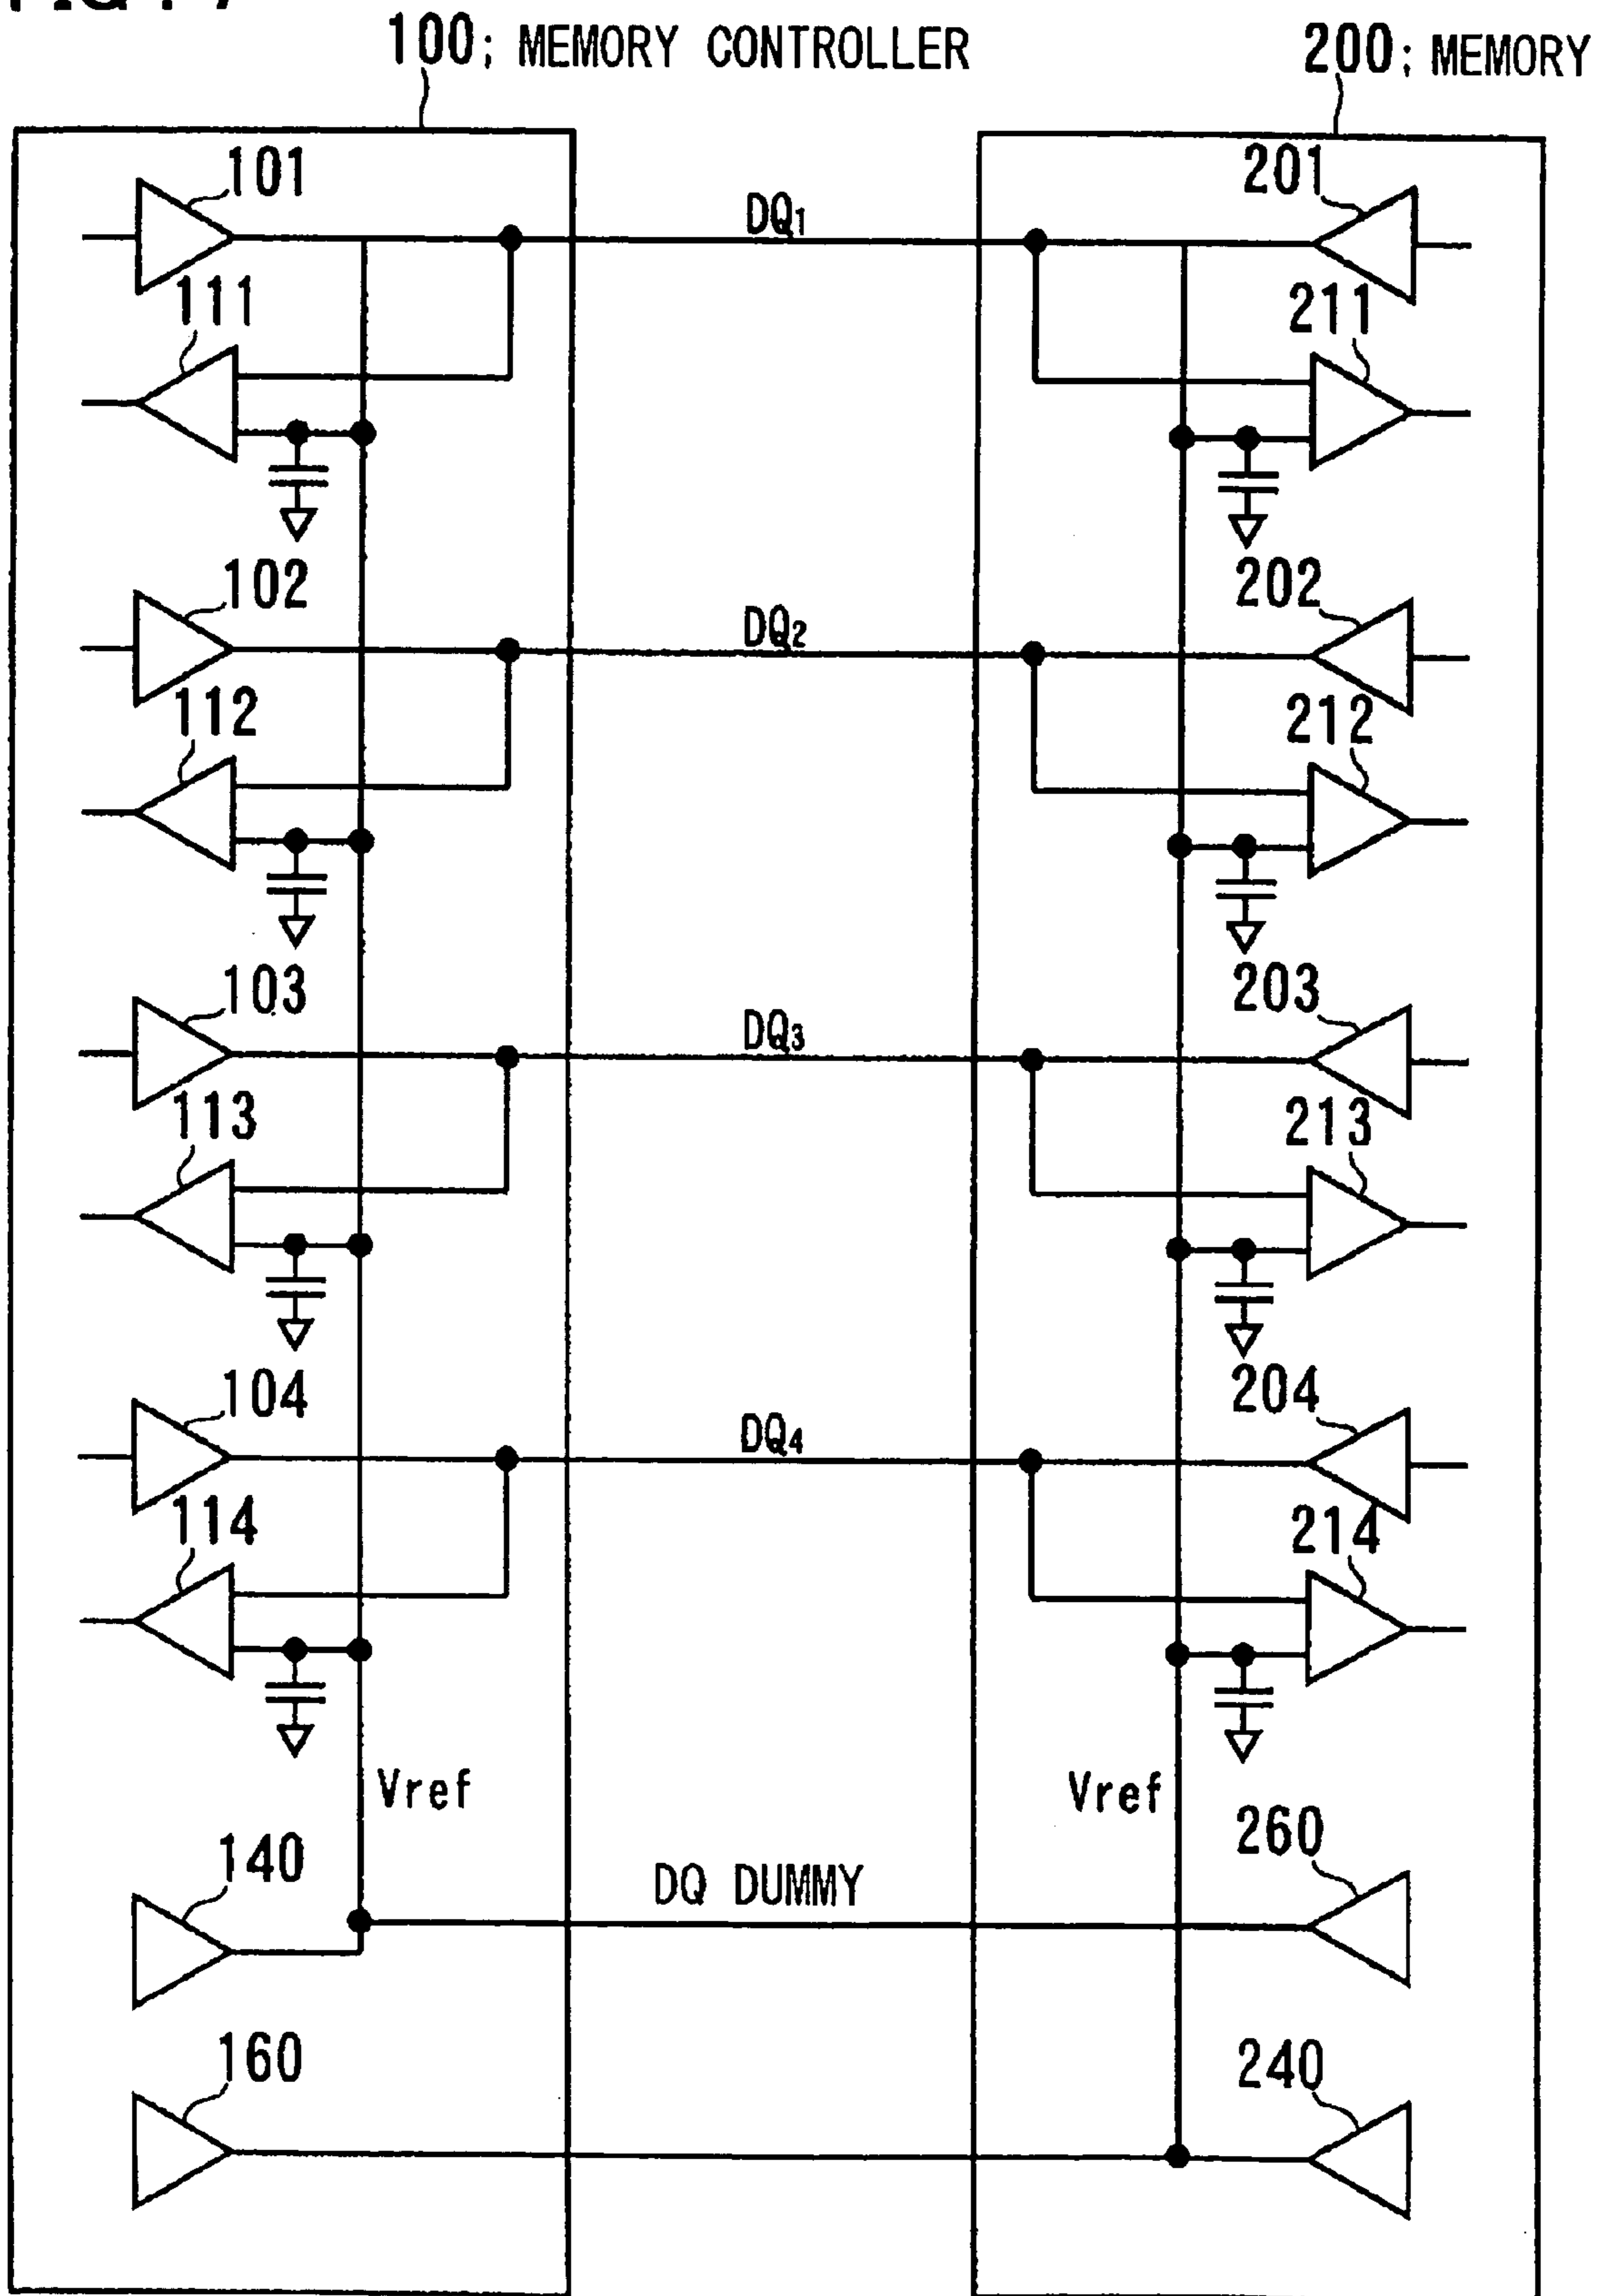 100; MEMORY CONTROLLER
200; MEMORY
101
DQ1
201
111
211
102
DQ2
202
112
212
103
DQ3
203
113
213
104
DQ4
204
114
214
Vref
Vref
140
DQ DUMMY
260
160
240